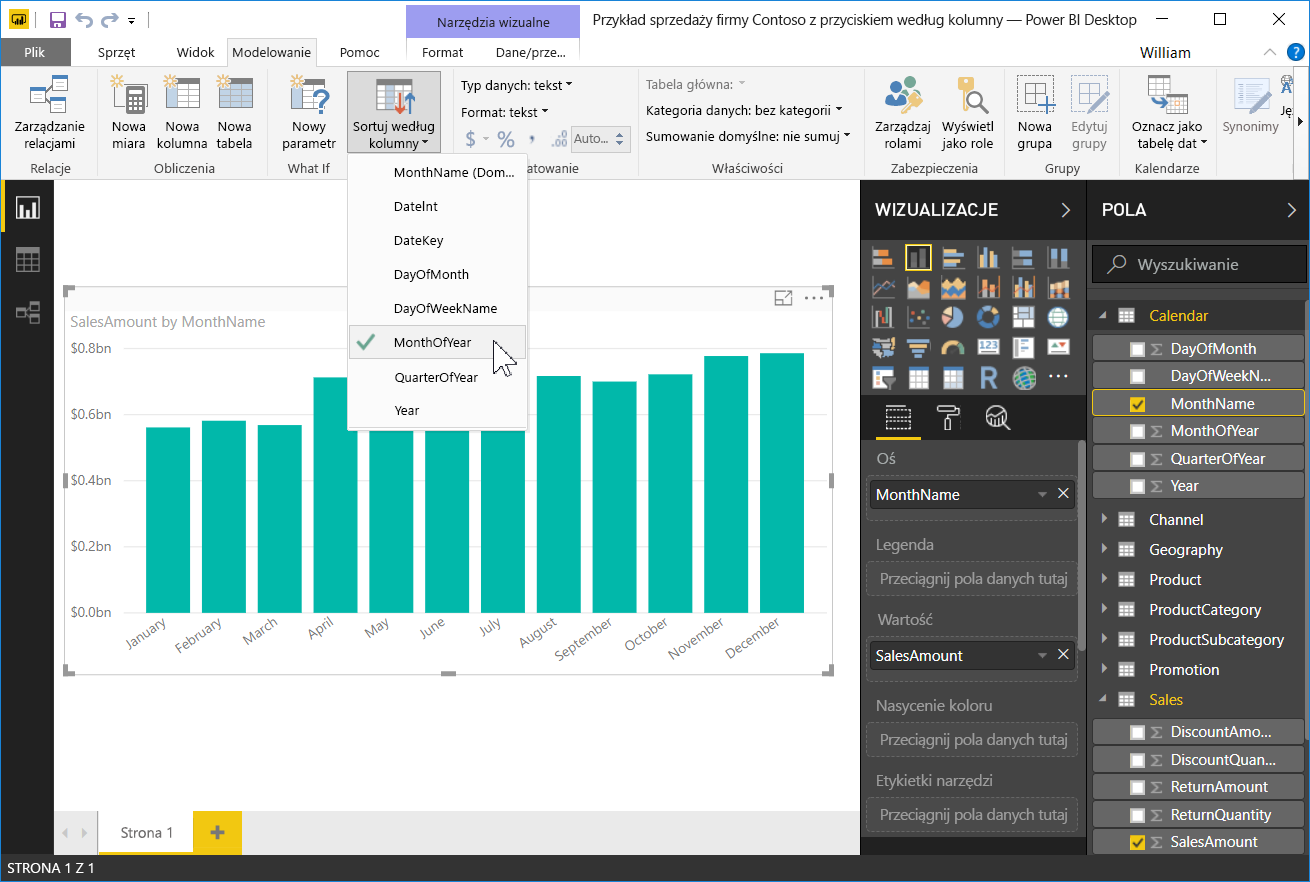 Narzędzia wizualne
Przykład sprzedaży firmy Contoso z przyciskiem według kolumny — Power BI Desktop
Plik
Sprzęt
Widok
Modelowanie
Pomoc
Format
Dane/prze...
William
Zarządzanie
relacjami
Relacje
Nowa
miara
Nowa
kolumna
Nowa
tabela
Obliczenia
Nowy
parametr
What If
Sortuj według
kolumny
Typ danych: tekst
Format: tekst
$ % , .00 Auto...
atowanie
Tabela główna:
Kategoria danych: bez kategorii
Sumowanie domyślne: nie sumuj
Właściwości
Zarządzaj
rolami
Wyświetl
jako role
Zabezpieczenia
Nowa
grupa
Edytuj
grupy
Grupy
Oznacz jako
tabelę dat
Kalendarze
Synonimy
Ję
MonthName (Dom...
DateInt
DateKey
DayOfMonth
DayOfWeekName
MonthOfYear
QuarterOfYear
Year
SalesAmount by MonthName
$0.8bn
$0.6bn
$0.4bn
$0.2bn
$0.0bn
January
February
March
April
May
June
July
August
September
October
November
December
WIZUALIZACJE
123
R
Oś
MonthName
Legenda
Przeciągnij pola danych tutaj
Wartość
SalesAmount
Nasycenie koloru
Przeciągnij pola danych tutaj
Etykietki narzędzi
Przeciągnij pola danych tutaj
POLA
Wyszukiwanie
Calendar
Σ DayOfMonth
DayOfWeekN...
MonthName
Σ MonthOfYear
Σ QuarterOfYear
Σ Year
Channel
Geography
Product
ProductCategory
ProductSubcategory
Promotion
Sales
Σ DiscountAmo...
Σ DiscountQuan...
Σ ReturnAmount
Σ ReturnQuantity
Σ SalesAmount
Strona 1
STRONA 1 Z 1